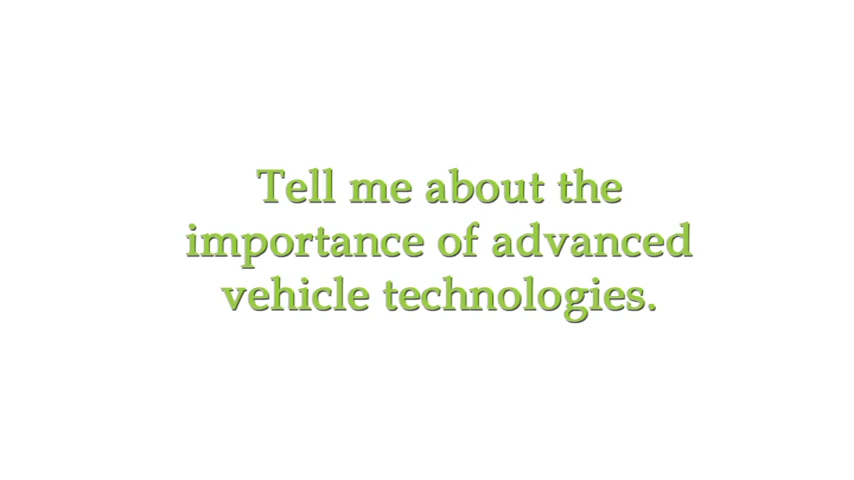 Tell me about the
importance of advanced
vehicle technologies.